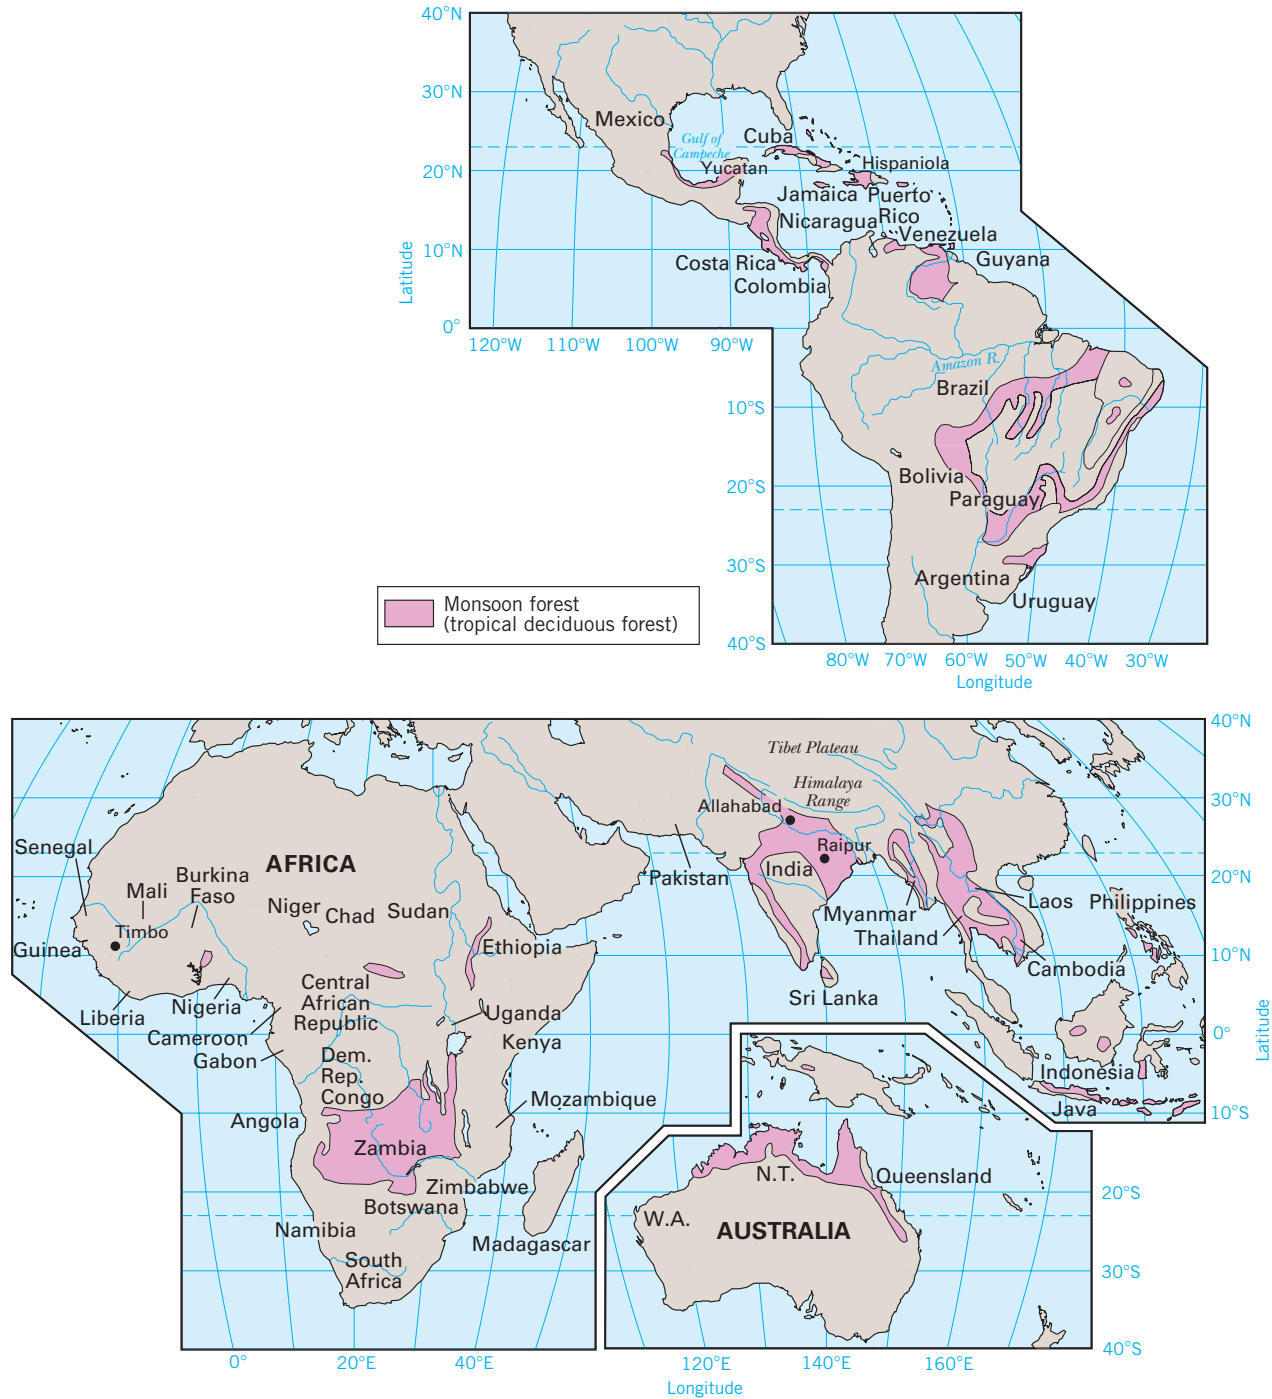 40°N
30°N
Mexico
Gulf of
Campeche
Cuba
Hispaniola
20°N
Yucatan
Jamaica
Puerto
Rico
Nicaragua
Venezuela
10°N
Costa Rica
Guyana
Colombia
Latitude
0°
120°W
110°W
100°W
90°W
Amazon R.
Brazil
10°S
Bolivia
20°S
Paraguay
30°S
Argentina
Uruguay
40°S
80°W
70°W
60°W
50°W
40°W
30°W
Longitude
Monsoon forest
(tropical deciduous forest)
40°N
Tibet Plateau
Himalaya
Range
30°N
Allahabad
Senegal
AFRICA
Raipur
Burkina
Faso
India
Pakistan
20°N
Mali
Niger
Chad
Sudan
Myanmar
Laos
Philippines
Timbo
Thailand
Guinea
Ethiopia
10°N
Cambodia
Central
African
Republic
Sri Lanka
Nigeria
Liberia
Uganda
Cameroon
Gabon
Kenya
0°
Latitude
Dem.
Rep.
Congo
Indonesia
Mozambique
Java
10°S
Angola
Zambia
N.T.
Queensland
Zimbabwe
20°S
Botswana
W.A.
AUSTRALIA
Namibia
Madagascar
South
Africa
30°S
40°S
0°
20°E
40°E
120°E
140°E
160°E
Longitude